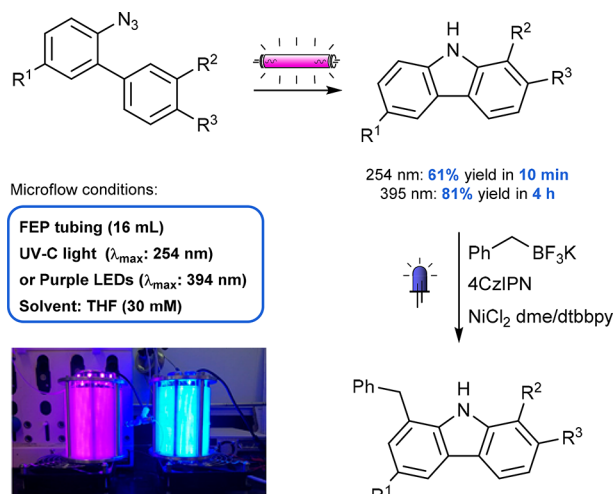 N₃
R¹
R²
R³
H
N
R²
R³
R¹
254 nm: 61% yield in 10 min
395 nm: 81% yield in 4 h
Microflow conditions:
FEP tubing (16 mL)
UV-C light (λmax: 254 nm)
or Purple LEDs (λmax: 394 nm)
Solvent: THF (30 mM)
Ph BF₃K
4CzIPN
NiCl₂ dme/dtbbpy
Ph
H
N
R²
R³
R¹